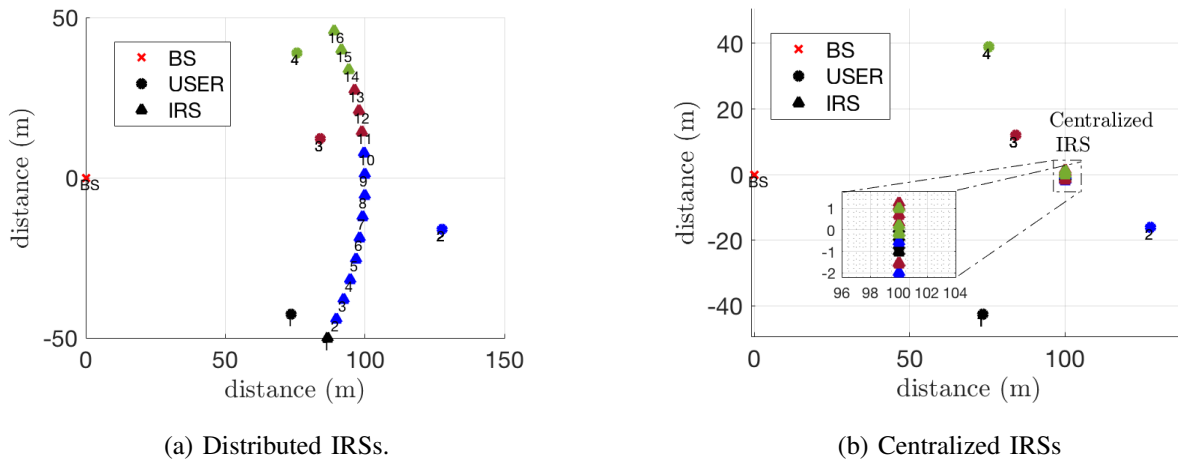 50
0
-50
distance (m)
BS
USER
IRS
16
15
14
13
12
11
10
9
8
7
6
5
4
3
2
1
4
3
2
1
BS
0
50
100
150
distance (m)
(a) Distributed IRSs.
40
20
0
-20
-40
distance (m)
BS
USER
IRS
4
3
Centralized
IRS
BS
2
1
1
0
-1
-2
96 98 100 102 104
0
50
100
distance (m)
(b) Centralized IRSs